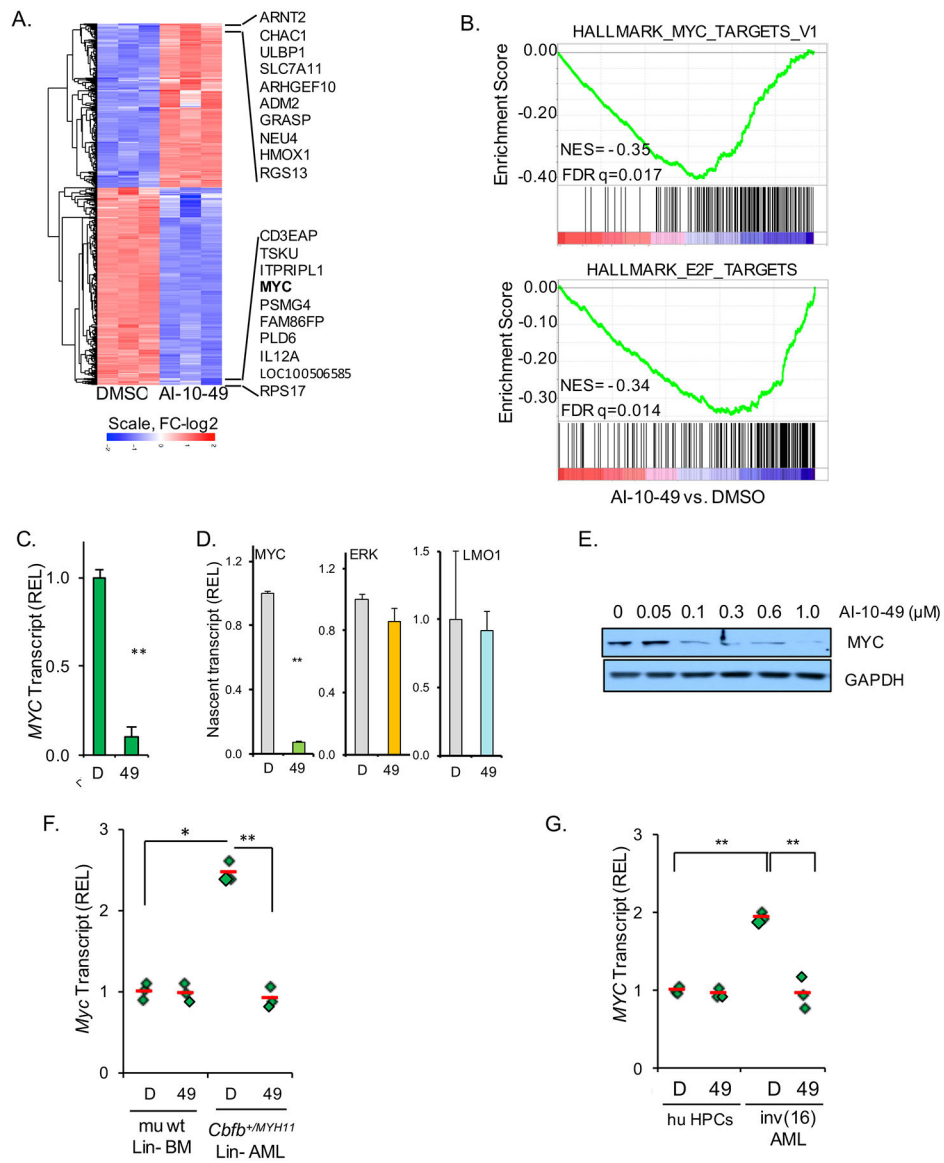 A.
ARNT2
CHAC1
ULBP1
SLC7A11
ARHGEF10
ADM2
GRASP
NEU4
HMOX1
RGS13
CD3EAP
TSKU
ITPRIPL1
MYC
PSMG4
FAM86FP
PLD6
IL12A
LOC100506585
RPS17
DMSO AI-10-49
Scale, FC-log2
-2 0 2
B.
HALLMARK_MYC_TARGETS_V1
Enrichment Score
0.00
-0.20
-0.40
NES= -0.35
FDR q=0.017
HALLMARK_E2F_TARGETS
Enrichment Score
0.00
-0.10
-0.20
-0.30
NES= -0.34
FDR q=0.014
AI-10-49 vs. DMSO
C.
MYC Transcript (REL)
1.0
0.5
0.0
**
D 49
<
D.
Nascent transcript (REL)
MYC
1.2
0.8
0.4
0.0
**
D 49
ERK
1.2
0.8
0.4
0.0
D 49
LMO1
1.5
1.0
0.5
0.0
D 49
E.
0 0.05 0.1 0.3 0.6 1.0 AI-10-49 (µM)
MYC
GAPDH
F.
Myc Transcript (REL)
3
2
1
0
* **
D 49 D 49
mu wt
Lin- BM
Cbfb+/MYH11
Lin- AML
G.
MYC Transcript (REL)
3
2
1
0
** **
D 49 D 49
hu HPCs
inv(16)
AML